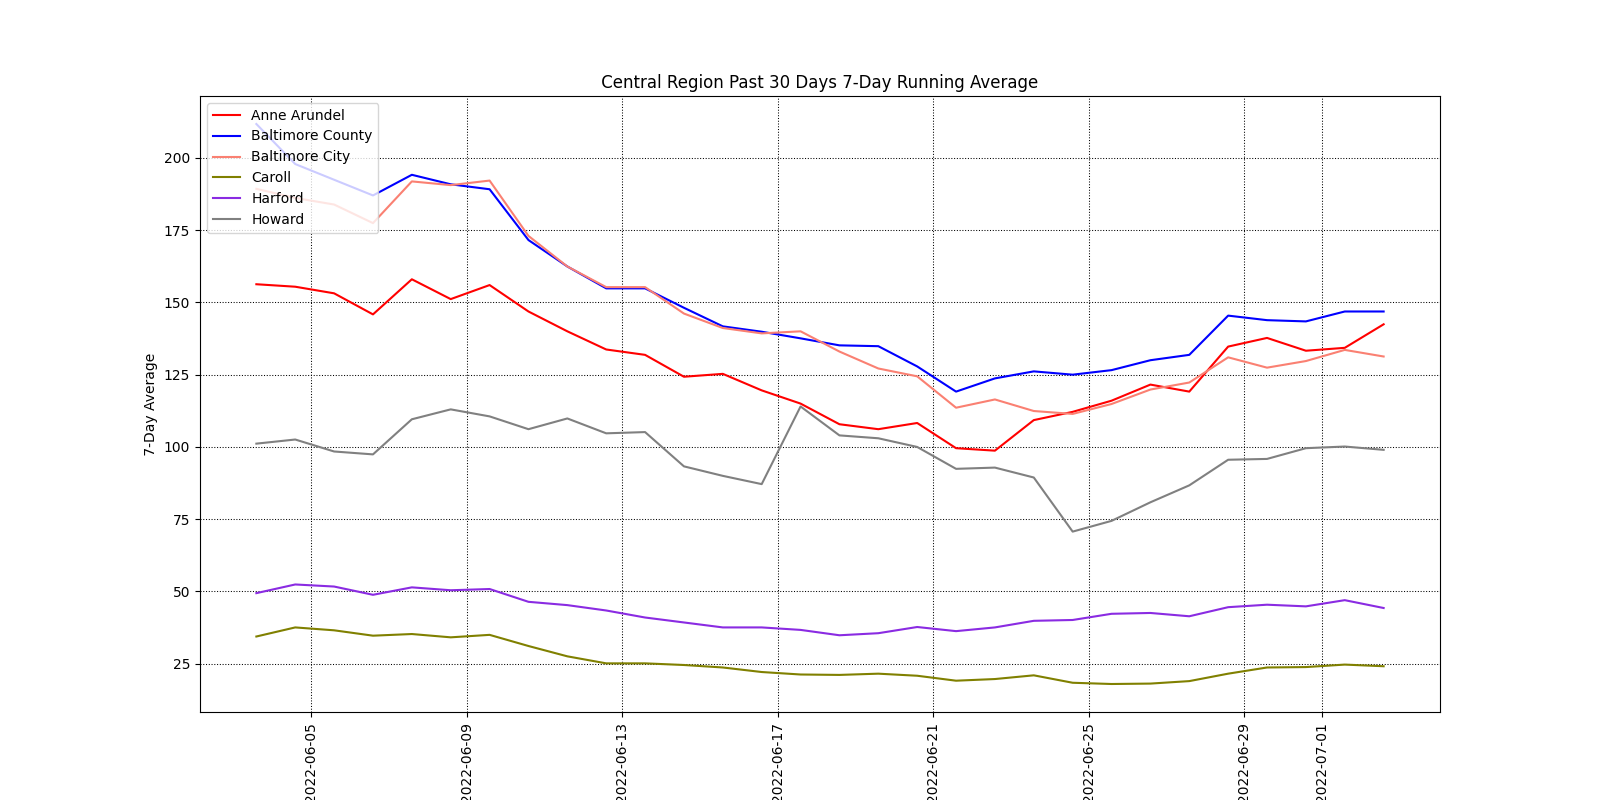 Central Region Past 30 Days 7-Day Running Average
Anne Arundel
Baltimore County
Baltimore City
Caroll
Harford
Howard
7-Day Average
200
175
150
125
100
75
50
25
2022-06-05
2022-06-09
2022-06-13
2022-06-17
2022-06-21
2022-06-25
2022-06-29
2022-07-01